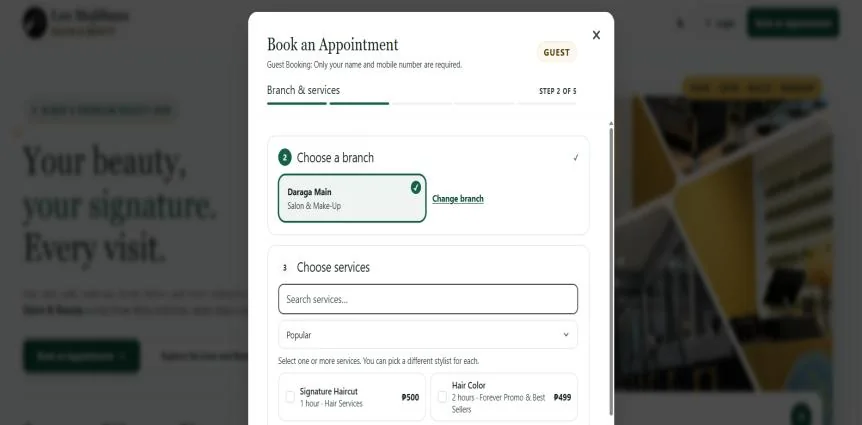 Book an Appointment
GUEST
X
Guest Booking: Only your name and mobile number are required.
Branch & services
STEP 2 OF 5
2 Choose a branch ✓
Daraga Main ✓
Salon & Make-Up
Change branch
3 Choose services
Search services...
Popular
Select one or more services. You can pick a different stylist for each.
Signature Haircut
1 hour · Hair Services
₱500
Hair Color
2 hours · Forever Promo & Best
Sellers
₱499
Your beauty,
your signature.
Every visit.